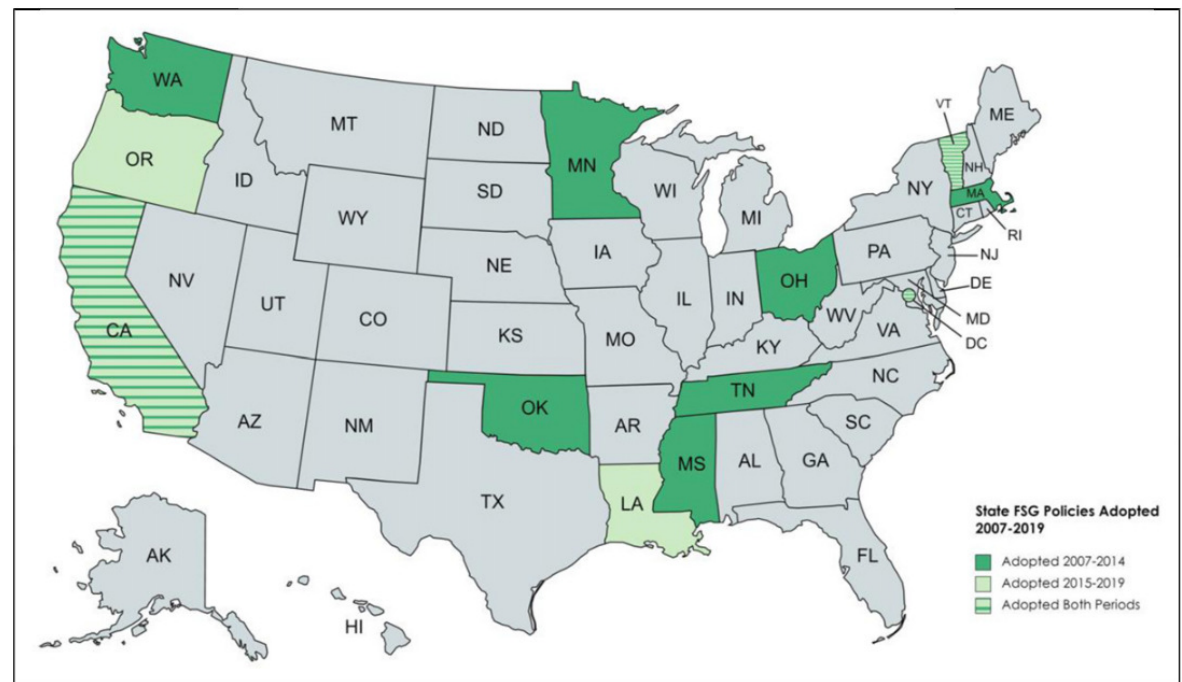 WA
MT
ND
MN
VT
ME
OR
ID
SD
WI
MI
NY
NH
MA
CT
RI
WY
IA
PA
NJ
NE
NV
UT
CO
IL
IN
OH
DE
MD
DC
WV
VA
CA
KS
MO
KY
NC
TN
AZ
NM
OK
AR
SC
MS
AL
GA
TX
LA
FL
AK
HI
State FSG Policies Adopted
2007-2019
Adopted 2007-2014
Adopted 2015-2019
Adopted Both Periods